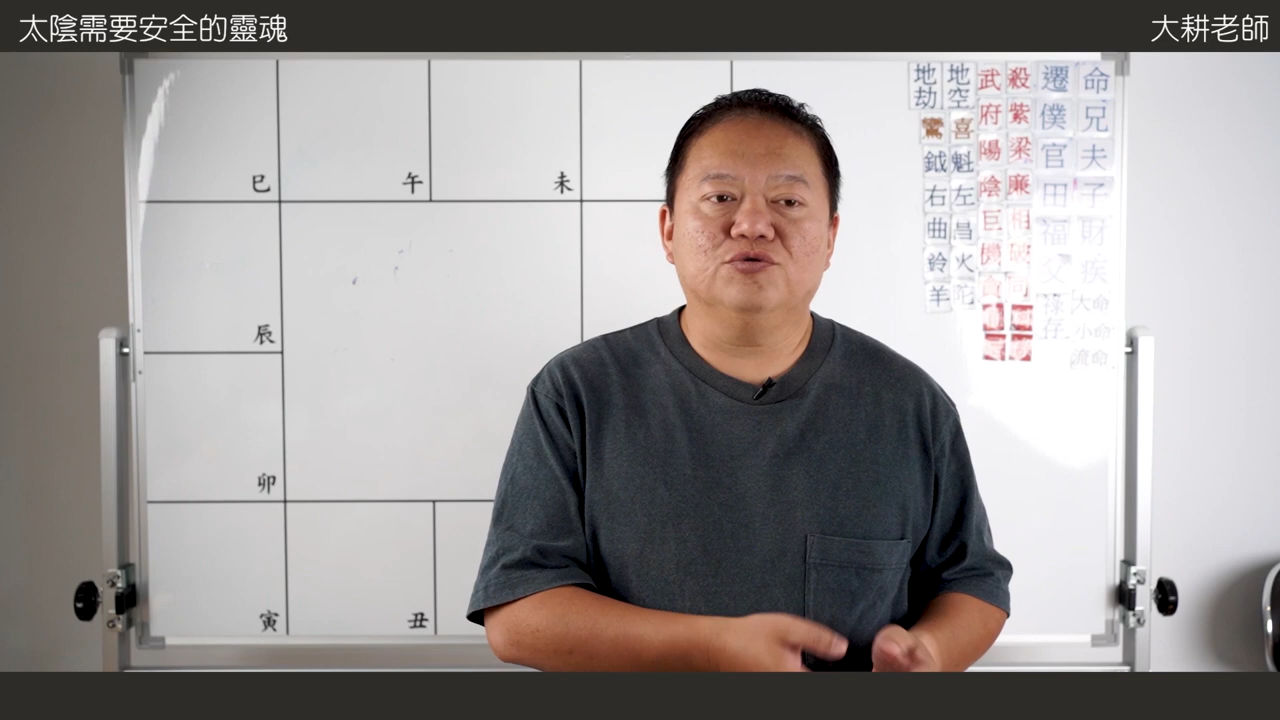 太陰需要安全的靈魂
大耕老師
巳
午
未
辰
卯
寅
丑
地劫 地空 武 殺 遷 命
鸞 喜 府 紫 僕 兄
鉞 魁 陽 梁 官 夫
右 左 陰 廉 田 子
曲 昌 巨 相 福 財
鈴 火 機 破 父 疾
羊 陀 貪 同 祿存 大命
小命
流命